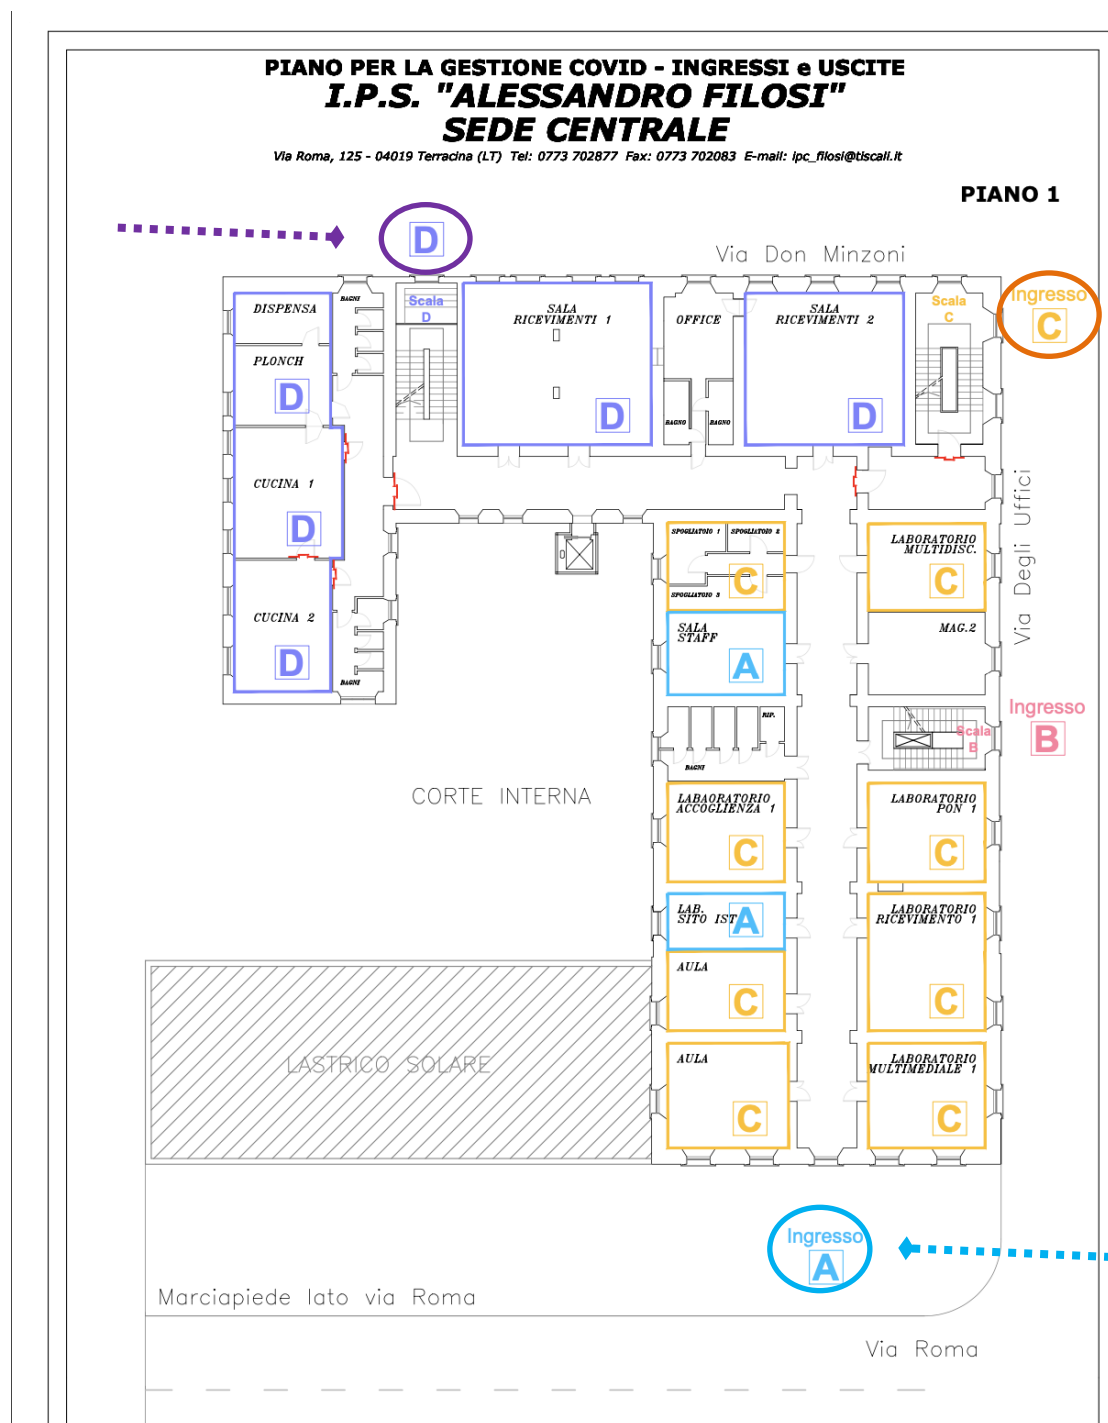 PIANO PER LA GESTIONE COVID - INGRESSI e USCITE
I.P.S. "ALESSANDRO FILOSI"
SEDE CENTRALE
Via Roma, 125 - 04019 Terracina (LT) Tel: 0773 702877 Fax: 0773 702083 E-mail: ipc_filosi@tiscali.it
PIANO 1
D
Via Don Minzoni
Ingresso
C
DISPENSA
BAGNI
Scala
D
SALA
RICEVIMENTI 1
OFFICE
SALA
RICEVIMENTI 2
Scala
C
PLONCH
D
D
BAGNO
BAGNO
D
CUCINA 1
D
Via Degli Uffici
SPOGLIATOIO 1
SPOGLIATOIO 2
C
SPOGLIATOIO 3
LABORATORIO
MULTIDISC.
C
CUCINA 2
D
BAGNI
SALA
STAFF
A
MAG.2
RIP.
BAGNI
Scala
B
Ingresso
B
CORTE INTERNA
LABAORATORIO
ACCOGLIENZA 1
C
LABORATORIO
PON 1
C
LAB.
SITO IST
A
LABORATORIO
RICEVIMENTO 1
C
AULA
C
LASTRICO SOLARE
AULA
C
LABORATORIO
MULTIMEDIALE 1
C
Ingresso
A
Marciapiede lato via Roma
Via Roma